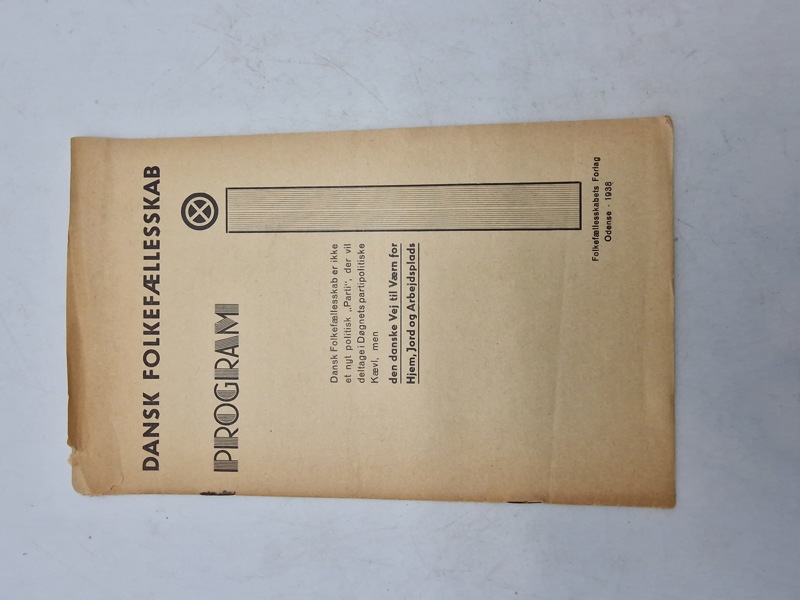 DANSK FOLKEFÆLLESSKAB
PROGRAM
Dansk Folkefællesskab er ikke
et nyt politisk „Parti“, der vil
deltage i Døgnets partipolitiske
Kævl, men
den danske Vej til Værn for
Hjem, Jord og Arbejdsplads
Folkefællesskabets Forlag
Odense - 1938